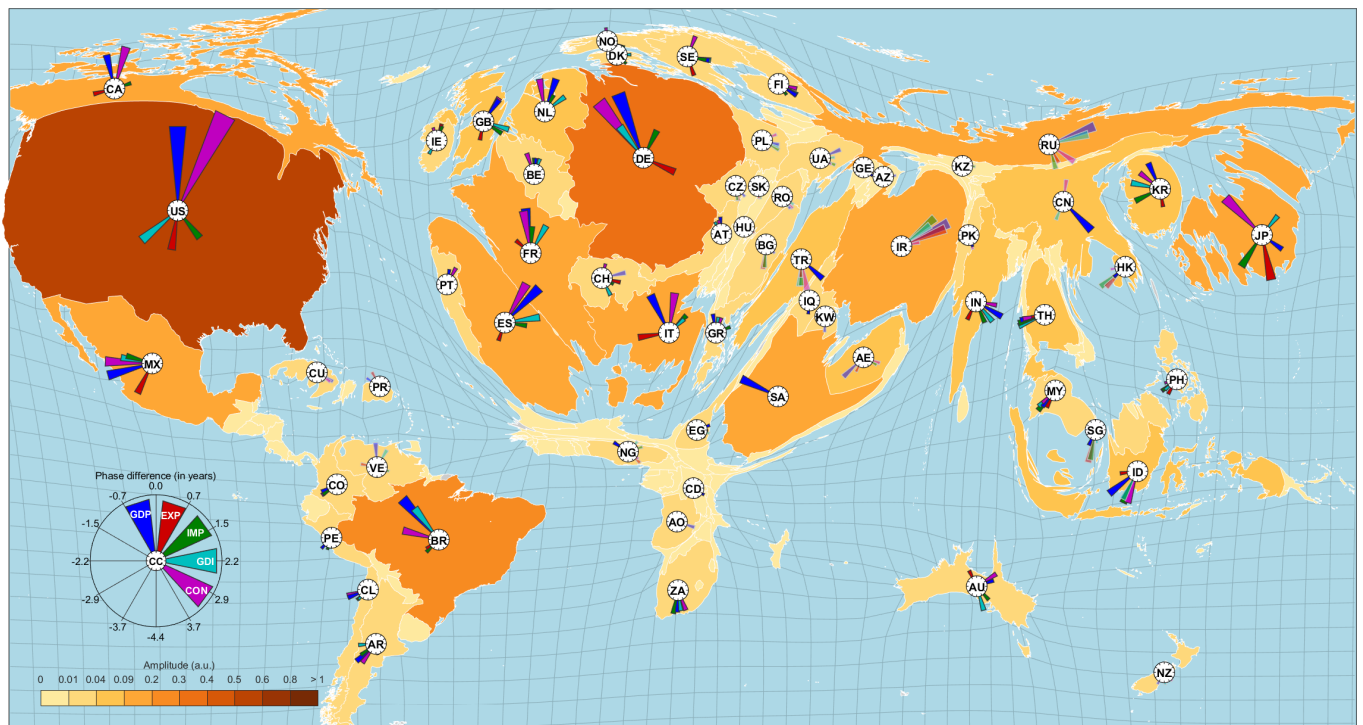 NO
DK
SE
CA
FI
NL
GB
IE
PL
RU
DE
UA
GE
KZ
AZ
BE
CZ
SK
KR
RO
CN
US
AT
HU
PK
JP
BG
IR
FR
TR
HK
CH
PT
IQ
IN
KW
TH
ES
IT
GR
AE
MX
CU
PR
PH
MY
SA
EG
SG
NG
VE
ID
CO
CD
AO
PE
BR
CL
ZA
AU
AR
NZ
Phase difference (in years)
0.0
-0.7
0.7
GDP
EXP
-1.5
1.5
IMP
-2.2
CC
GDI
2.2
CON
-2.9
2.9
-3.7
3.7
-4.4
Amplitude (a.u.)
0 0.01 0.04 0.09 0.2 0.3 0.4 0.5 0.6 0.8 > 1